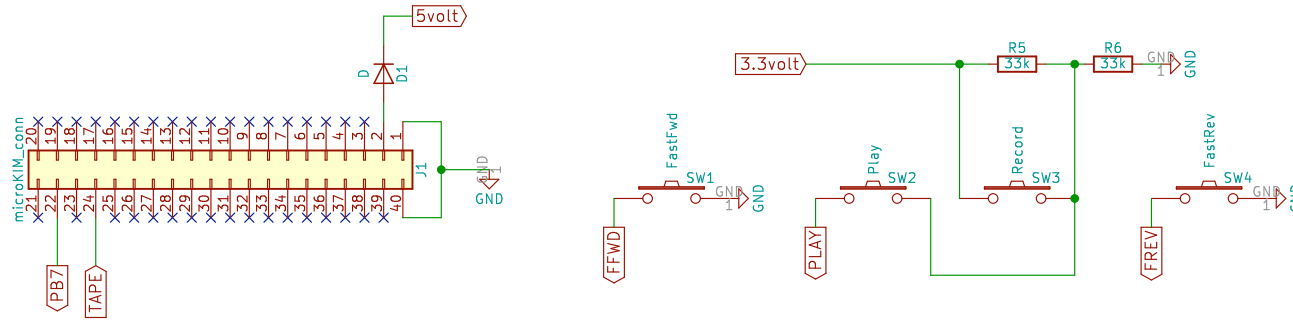 5volt
D
D1
microKIM_conn
20
19
18
17
16
15
14
13
12
11
10
9
8
7
6
5
4
3
2
1
J1
GND
1
GND
21
22
23
24
25
26
27
28
29
30
31
32
33
34
35
36
37
38
39
40
PB7
TAPE
3.3volt
R5
33k
R6
33k
GND
1
GND
FastFwd
SW1
GND
1
GND
FFWD
Play
SW2
PLAY
Record
SW3
FastRev
SW4
GND
1
FREV